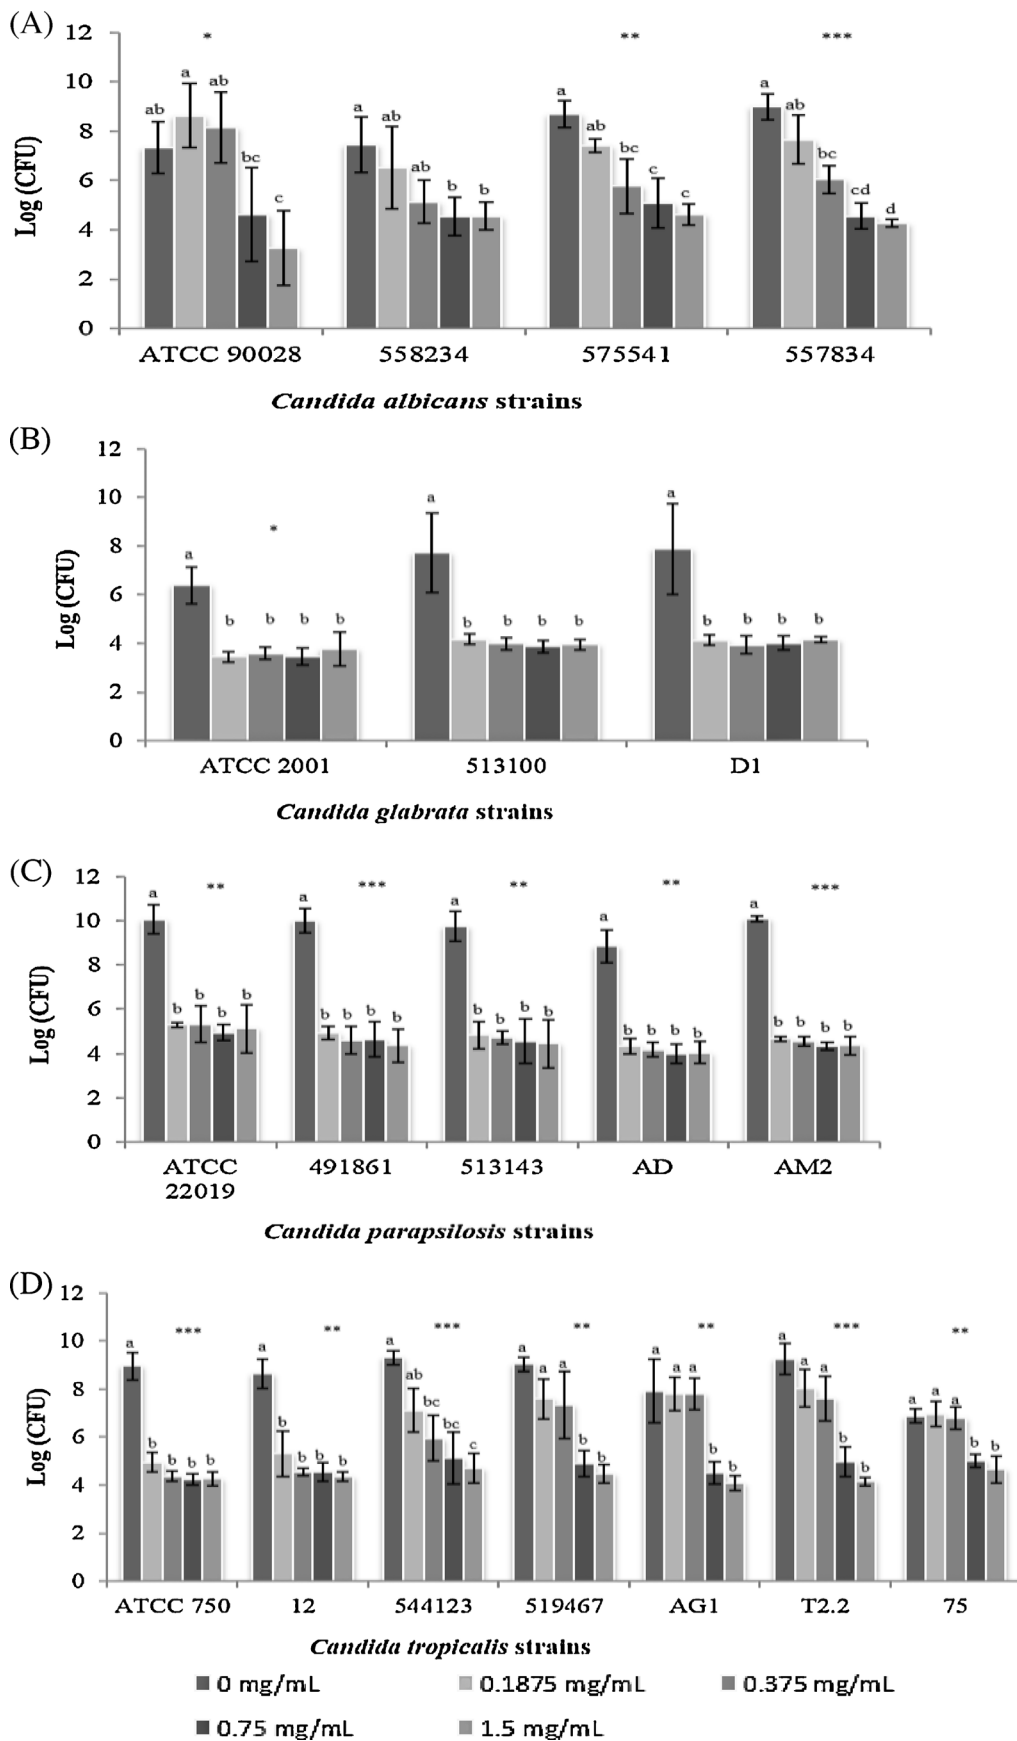 (A)
12
10
8
6
4
2
0
Log (CFU)
* ** ***
ab a ab bc c
a ab ab b b
a ab bc c c
a ab bc cd d
ATCC 90028 558234 575541 557834
Candida albicans strains
(B)
12
10
8
6
4
2
0
Log (CFU)
*
a b b b b
a b b b b
a b b b b
ATCC 2001 513100 D1
Candida glabrata strains
(C)
12
10
8
6
4
2
0
Log (CFU)
** *** ** ** ***
a b b b b
a b b b b
a b b b b
a b b b b
a b b b b
ATCC 22019 491861 513143 AD AM2
Candida parapsilosis strains
(D)
12
10
8
6
4
2
0
Log (CFU)
*** ** *** ** ** *** **
a b b b b
a b b b b
a ab bc bc c
a a a b b
a a a b b
a a a b b
a a a b b
ATCC 750 12 544123 519467 AG1 T2.2 75
Candida tropicalis strains
0 mg/mL 0.1875 mg/mL 0.375 mg/mL
0.75 mg/mL 1.5 mg/mL